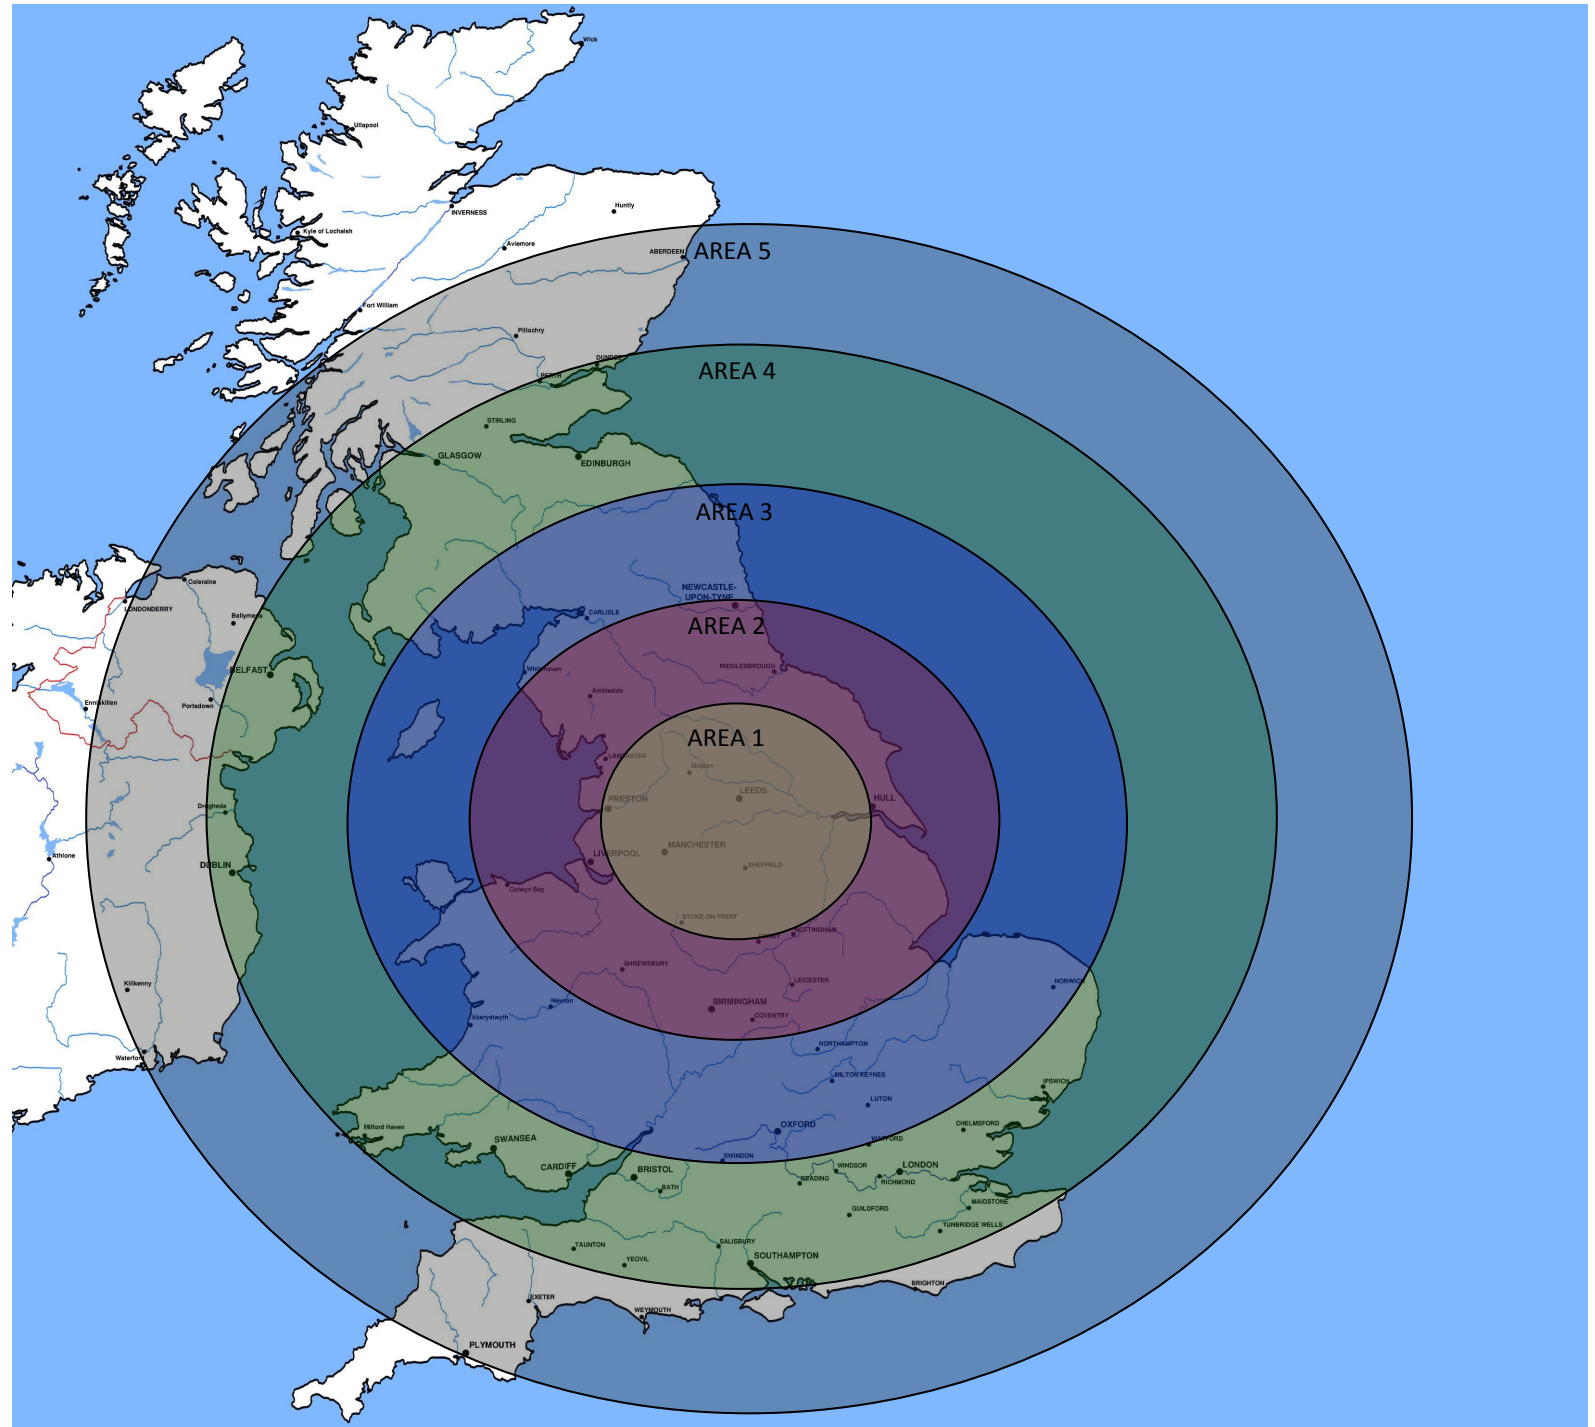 Wick
Ullapool
Huntly
INVERNESS
Kyle of Lochalsh
Aviemore
ABERDEEN
AREA 5
Fort William
Pitlochry
DUNDEE
AREA 4
PERTH
STIRLING
GLASGOW
EDINBURGH
AREA 3
Coleraine
NEWCASTLE-
UPON-TYNE
LONDONDERRY
CARLISLE
Ballymena
AREA 2
BELFAST
Whitehaven
MIDDLESBROUGH
Ambleside
Enniskillen
Portadown
AREA 1
LANCASTER
Skipton
LEEDS
PRESTON
HULL
Drogheda
Athlone
DUBLIN
LIVERPOOL
MANCHESTER
SHEFFIELD
Colwyn Bay
STOKE-ON-TRENT
NOTTINGHAM
DERBY
SHREWSBURY
LEICESTER
NORWICH
Killkenny
Newton
BIRMINGHAM
COVENTRY
Aberystwyth
NORTHAMPTON
Waterford
MILTON KEYNES
IPSWICH
LUTON
Milford Haven
OXFORD
CHELMSFORD
SWANSEA
WATFORD
SWINDON
CARDIFF
BRISTOL
WINDSOR
LONDON
READING
RICHMOND
BATH
MAIDSTONE
GUILDFORD
TUNBRIDGE WELLS
TAUNTON
SALISBURY
YEOVIL
SOUTHAMPTON
BRIGHTON
EXETER
WEYMOUTH
PLYMOUTH